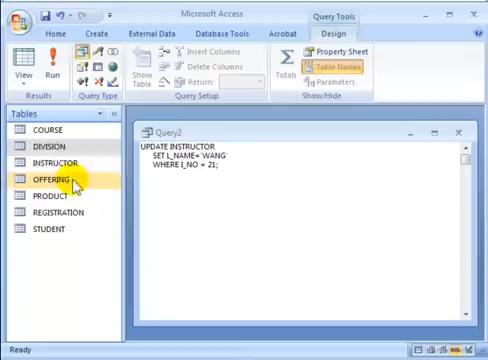 Microsoft Access
Query Tools
Home
Create
External Data
Database Tools
Acrobat
Design
View
Run
Results
Query Type
Show Table
Insert Columns
Delete Columns
Return:
Query Setup
Totals
Property Sheet
Table Names
Parameters
Show/Hide
Tables
COURSE
DIVISION
INSTRUCTOR
OFFERING
PRODUCT
REGISTRATION
STUDENT
Query2
UPDATE INSTRUCTOR
SET L_NAME='WANG'
WHERE I_NO = 21;
Ready
SQL